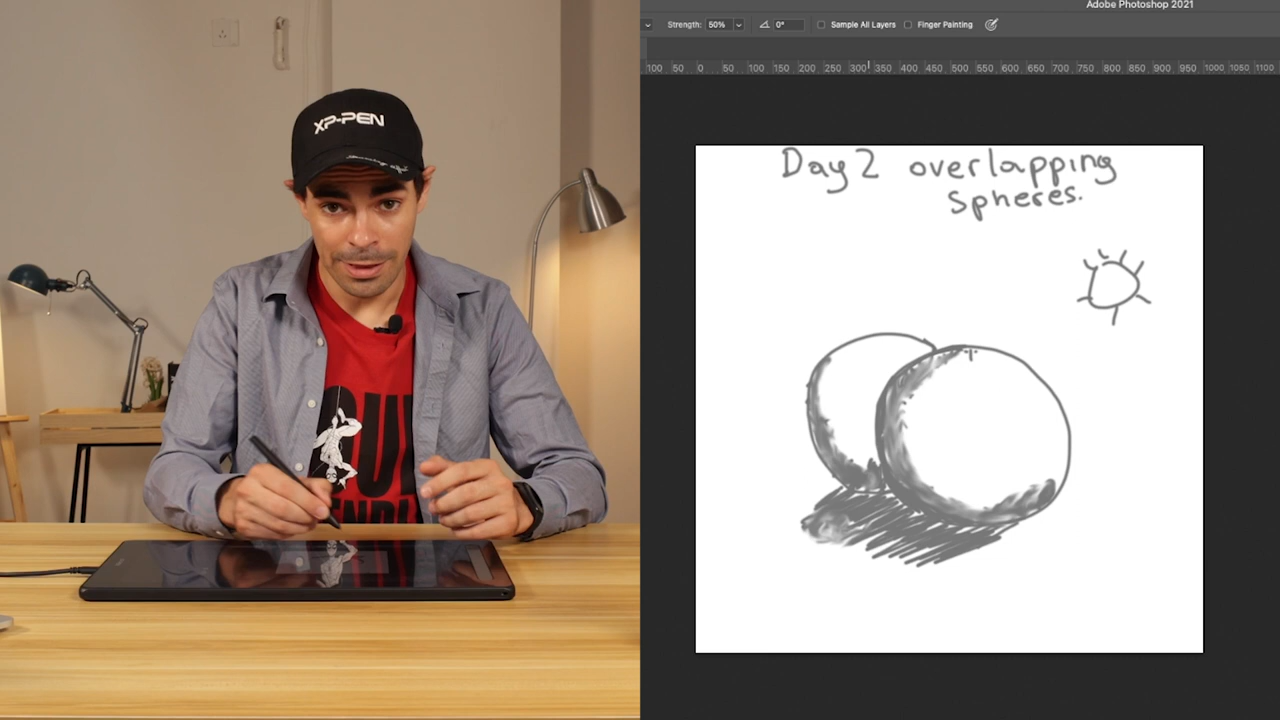 Adobe Photoshop 2021
Strength: 50% 0° Sample All Layers Finger Painting
100 50 0 50 100 150 200 250 300 350 400 450 500 550 600 650 700 750 800 850 900 950 1000 1050 1100
XP-PEN
Day 2 overlapping
spheres.